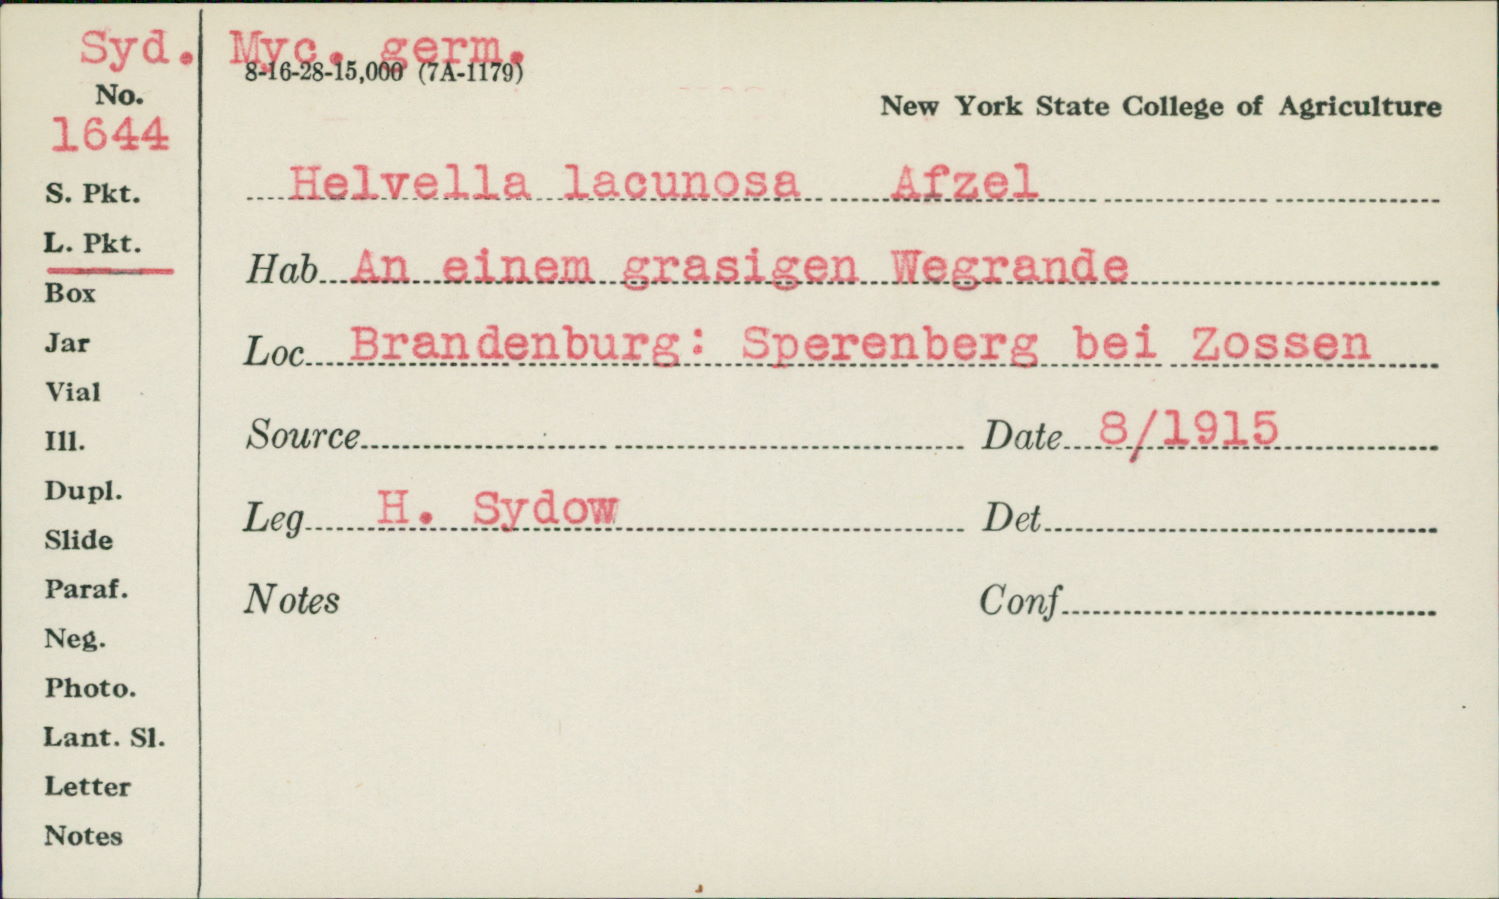 Syd. Myc. germ.
8-16-28-15,000 (7A-1179)
No.
1644
New York State College of Agriculture
S. Pkt.
Helvella lacunosa Afzel
L. Pkt.
Hab An einem grasigen Wegrande
Box
Jar
Loc Brandenburg: Sperenberg bei Zossen
Vial
Ill.
Source Date 8/1915
Dupl.
Leg H. Sydow Det
Slide
Paraf.
Notes Conf
Neg.
Photo.
Lant. Sl.
Letter
Notes